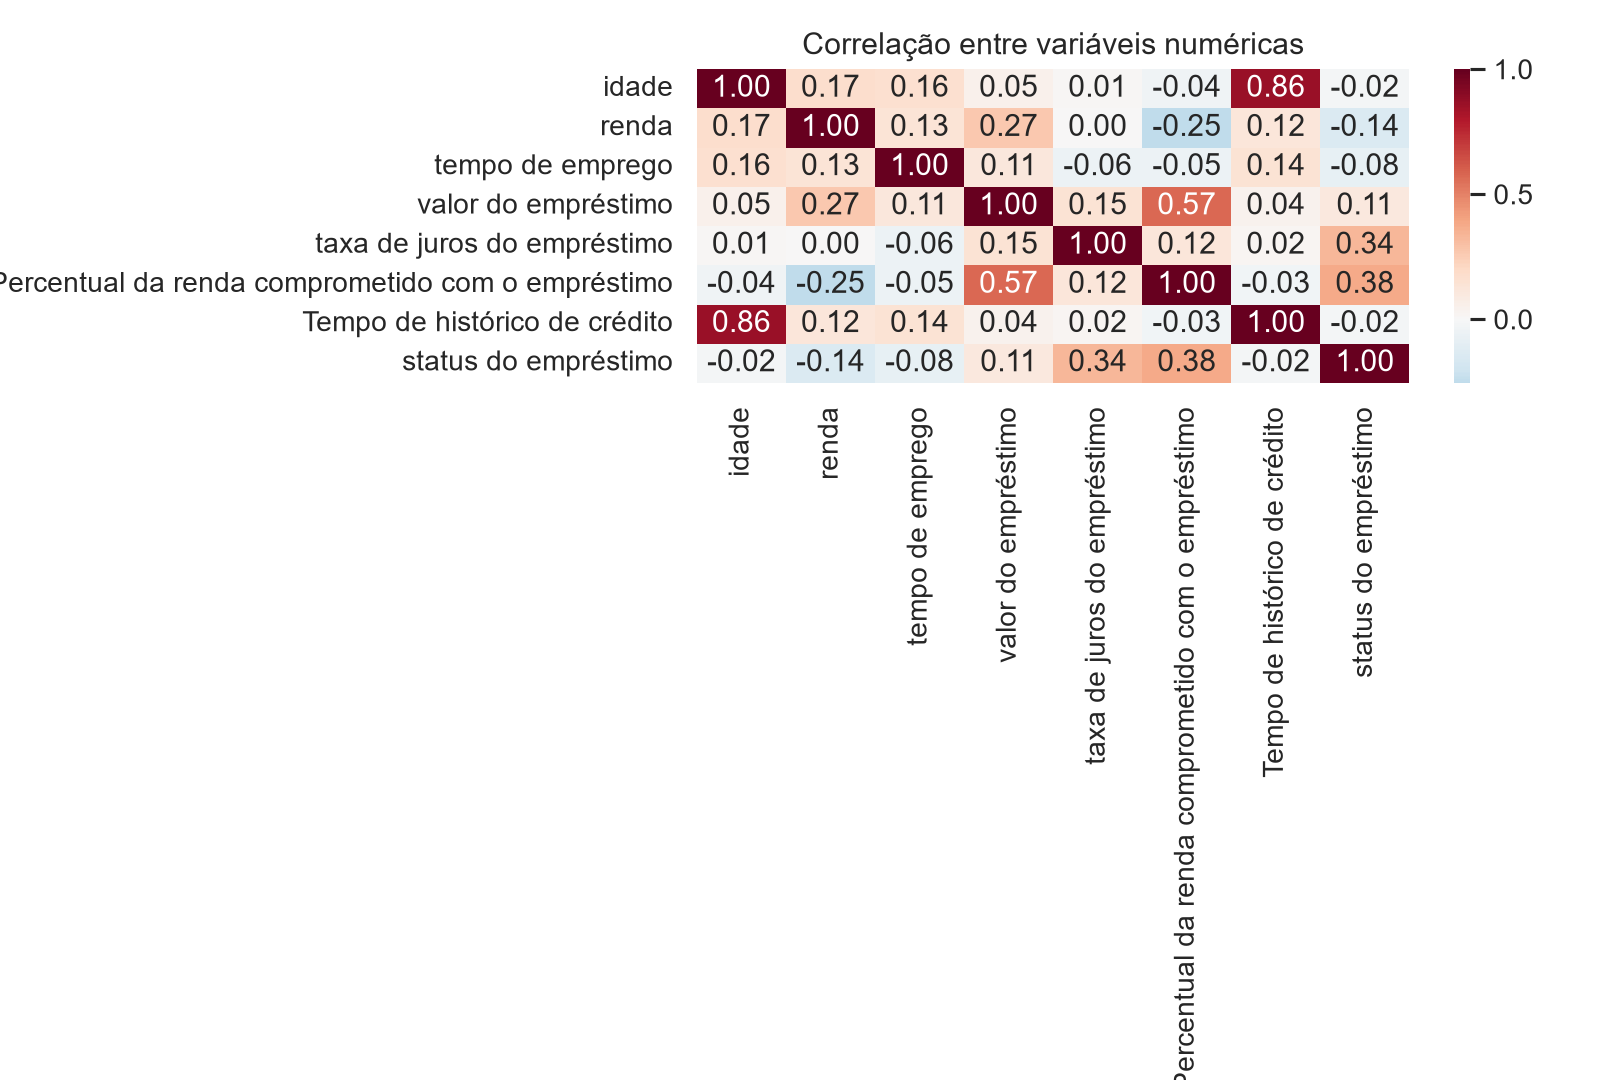 Correlação entre variáveis numéricas
idade 1.00 0.17 0.16 0.05 0.01 -0.04 0.86 -0.02
renda 0.17 1.00 0.13 0.27 0.00 -0.25 0.12 -0.14
tempo de emprego 0.16 0.13 1.00 0.11 -0.06 -0.05 0.14 -0.08
valor do empréstimo 0.05 0.27 0.11 1.00 0.15 0.57 0.04 0.11
taxa de juros do empréstimo 0.01 0.00 -0.06 0.15 1.00 0.12 0.02 0.34
Percentual da renda comprometido com o empréstimo -0.04 -0.25 -0.05 0.57 0.12 1.00 -0.03 0.38
Tempo de histórico de crédito 0.86 0.12 0.14 0.04 0.02 -0.03 1.00 -0.02
status do empréstimo -0.02 -0.14 -0.08 0.11 0.34 0.38 -0.02 1.00
1.0
0.5
0.0
idade
renda
tempo de emprego
valor do empréstimo
taxa de juros do empréstimo
Percentual da renda comprometido com o empréstimo
Tempo de histórico de crédito
status do empréstimo